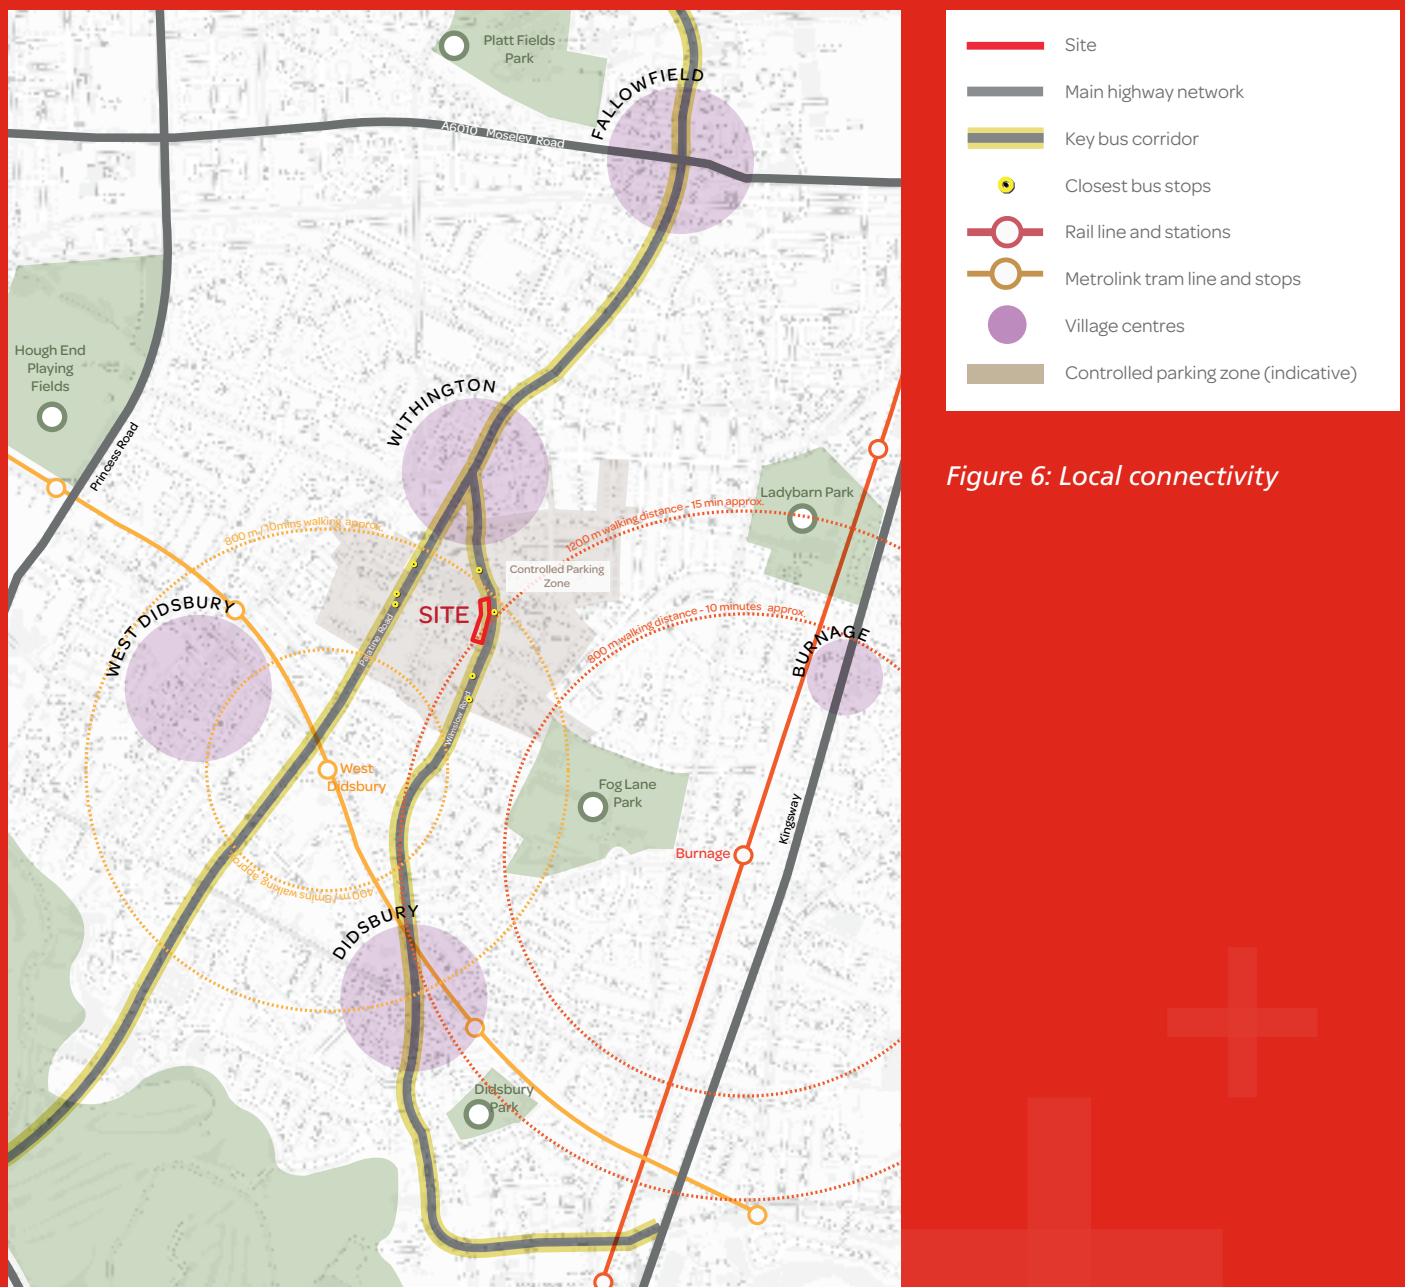 Platt Fields
Park
FALLOWFIELD
A6010 Moseley Road
Hough End
Playing
Fields
Princess Road
WITHINGTON
Ladybarn Park
800 m /10mins walking approx.
1200 m walking distance - 15 min approx.
Controlled Parking
Zone
SITE
WEST DIDSBURY
Palatine Road
800 m walking distance - 10 minutes approx.
BURNAGE
Wilmslow Road
West
Didsbury
Fog Lane
Park
Kingsway
Burnage
DIDSBURY
Didsbury
Park
Site
Main highway network
Key bus corridor
Closest bus stops
Rail line and stations
Metrolink tram line and stops
Village centres
Controlled parking zone (indicative)
Figure 6: Local connectivity